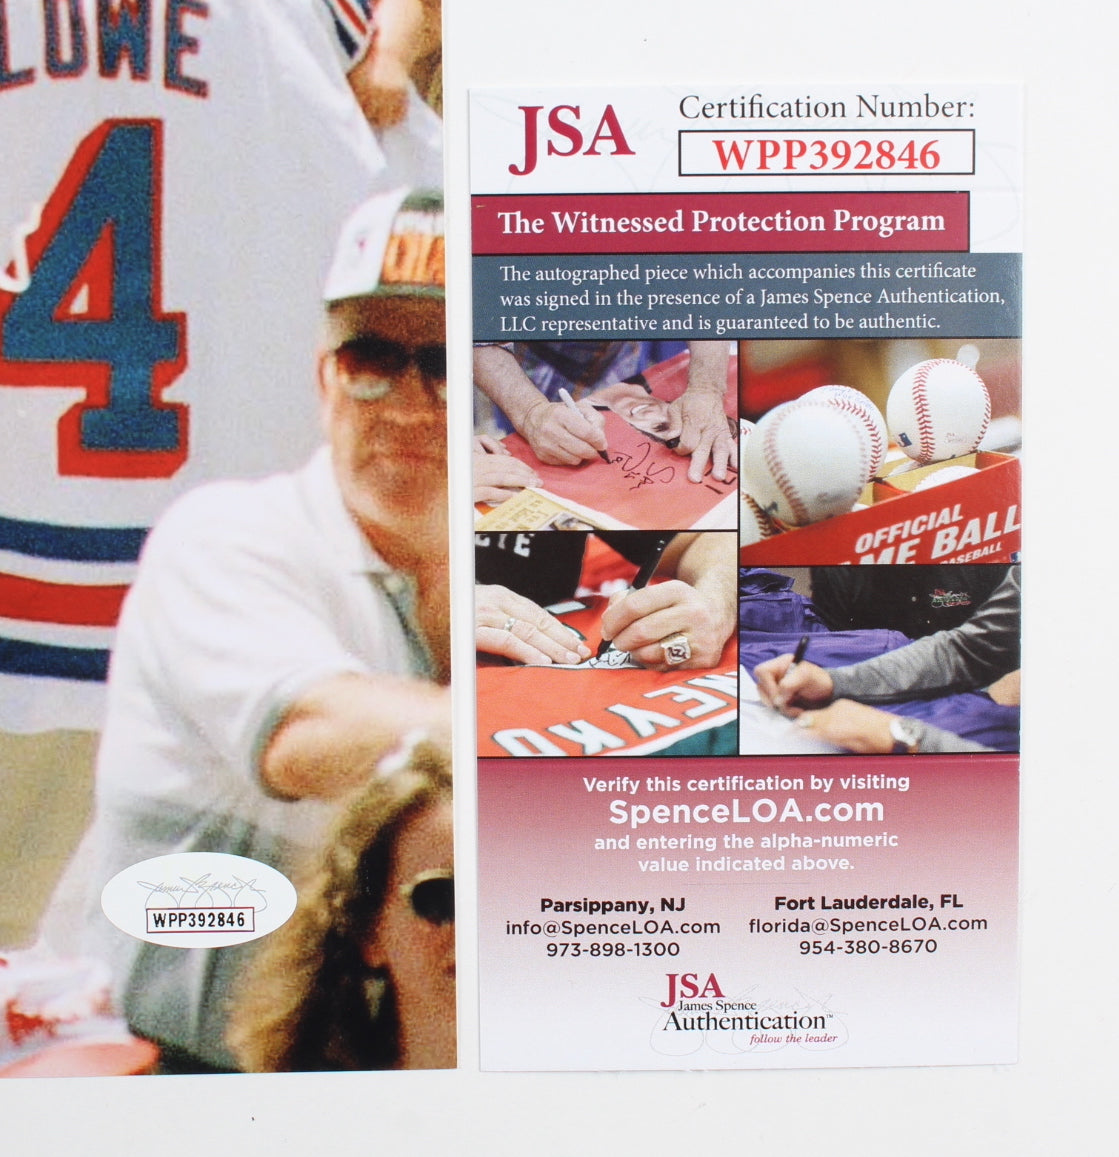 LOWE
4
WPP392846
JSA
Certification Number:
WPP392846
The Witnessed Protection Program
The autographed piece which accompanies this certificate
was signed in the presence of a James Spence Authentication,
LLC representative and is guaranteed to be authentic.
OFFICIAL
ME BALL
BASEBALL
EYKO
Verify this certification by visiting
SpenceLOA.com
and entering the alpha-numeric
value indicated above.
Parsippany, NJ
info@SpenceLOA.com
973-898-1300
Fort Lauderdale, FL
florida@SpenceLOA.com
954-380-8670
JSA
James Spence
Authentication™
follow the leader